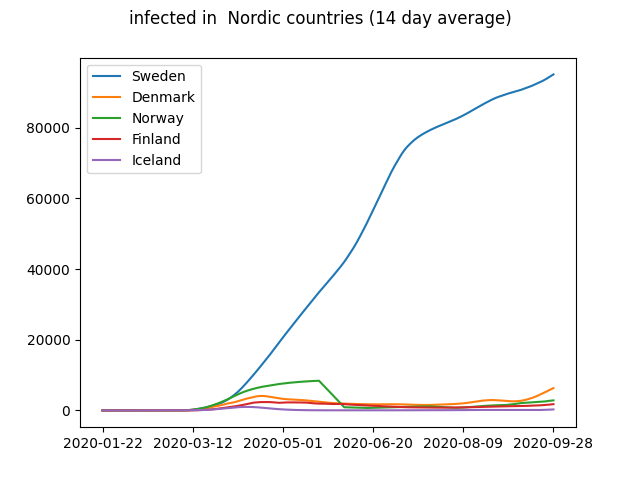 infected in  Nordic countries (14 day average)
Sweden
Denmark
Norway
Finland
Iceland
80000
60000
40000
20000
0
2020-01-22 2020-03-12 2020-05-01 2020-06-20 2020-08-09 2020-09-28